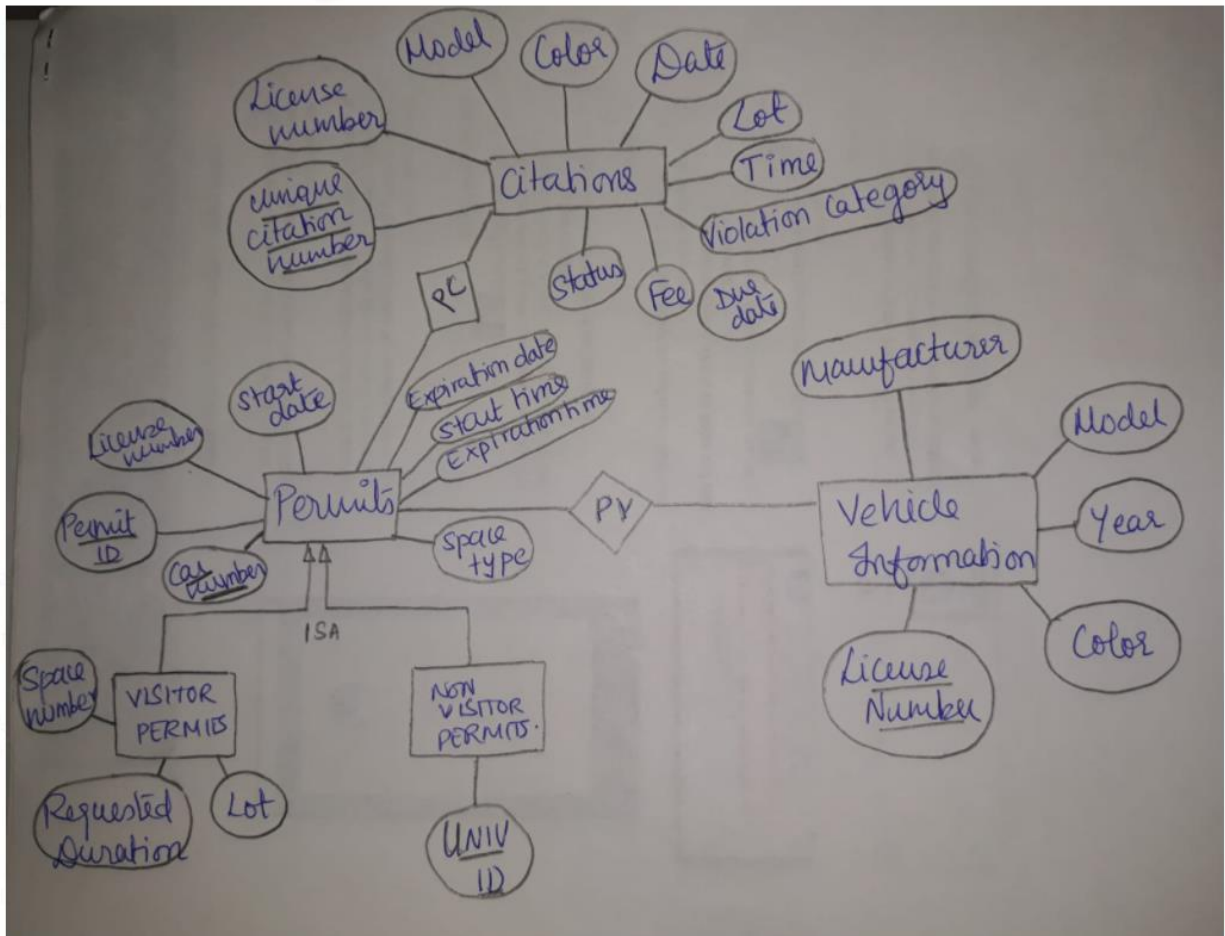 Model
Color
Date
License
number
Lot
Time
Citations
Violation Category
unique
citation
number
Status
Fee
Due
date
PC
Manufacturer
Expiration date
start time
Expiration time
start
date
License
number
Model
Permits
PV
Vehicle
Information
Year
Permit
ID
Space
type
Car
number
ISA
Color
License
Number
Space
number
VISITOR
PERMITS
NON
VISITOR
PERMITS.
Requested
Duration
Lot
UNIV
ID